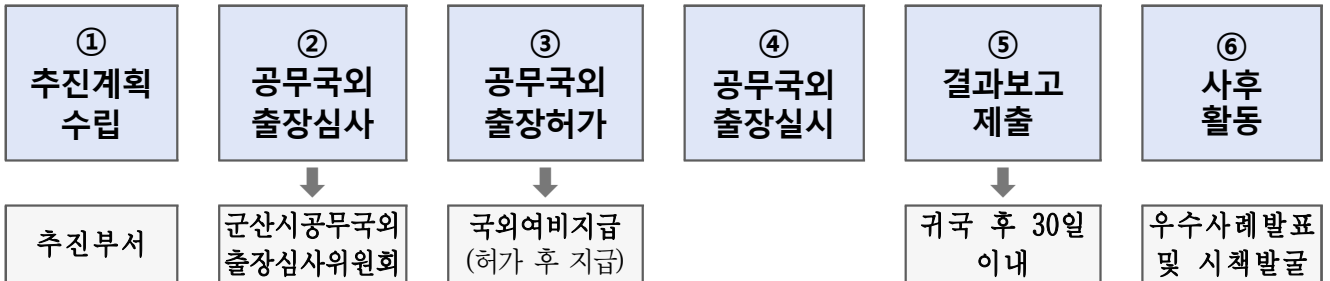 ①
추진계획
수립
②
공무국외
출장심사
③
공무국외
출장허가
④
공무국외
출장실시
⑤
결과보고
제출
⑥
사후
활동
추진부서
군산시공무국외
출장심사위원회
국외여비지급
(허가 후 지급)
귀국 후 30일
이내
우수사례발표
및 시책발굴